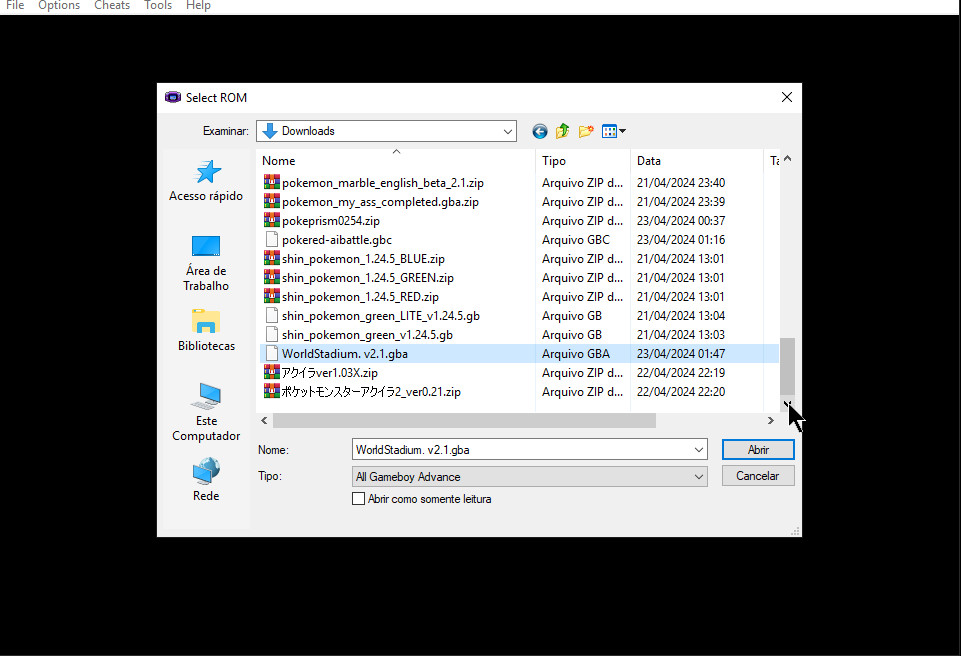 File Options Cheats Tools Help
Select ROM
Examinar: Downloads
Nome Tipo Data Ta
pokemon_marble_english_beta_2.1.zip Arquivo ZIP d... 21/04/2024 23:40
pokemon_my_ass_completed.gba.zip Arquivo ZIP d... 21/04/2024 23:39
pokeprism0254.zip Arquivo ZIP d... 23/04/2024 00:37
pokered-aibattle.gbc Arquivo GBC 23/04/2024 01:16
shin_pokemon_1.24.5_BLUE.zip Arquivo ZIP d... 21/04/2024 13:01
shin_pokemon_1.24.5_GREEN.zip Arquivo ZIP d... 21/04/2024 13:01
shin_pokemon_1.24.5_RED.zip Arquivo ZIP d... 21/04/2024 13:01
shin_pokemon_green_LITE_v1.24.5.gb Arquivo GB 21/04/2024 13:04
shin_pokemon_green_v1.24.5.gb Arquivo GB 21/04/2024 13:03
WorldStadium. v2.1.gba Arquivo GBA 23/04/2024 01:47
アクイラver1.03X.zip Arquivo ZIP d... 22/04/2024 22:19
ポケットモンスターアクイラ2_ver0.21.zip Arquivo ZIP d... 22/04/2024 22:20
Acesso rápido
Área de
Trabalho
Bibliotecas
Este
Computador
Rede
Nome: WorldStadium. v2.1.gba Abrir
Tipo: All Gameboy Advance Cancelar
Abrir como somente leitura